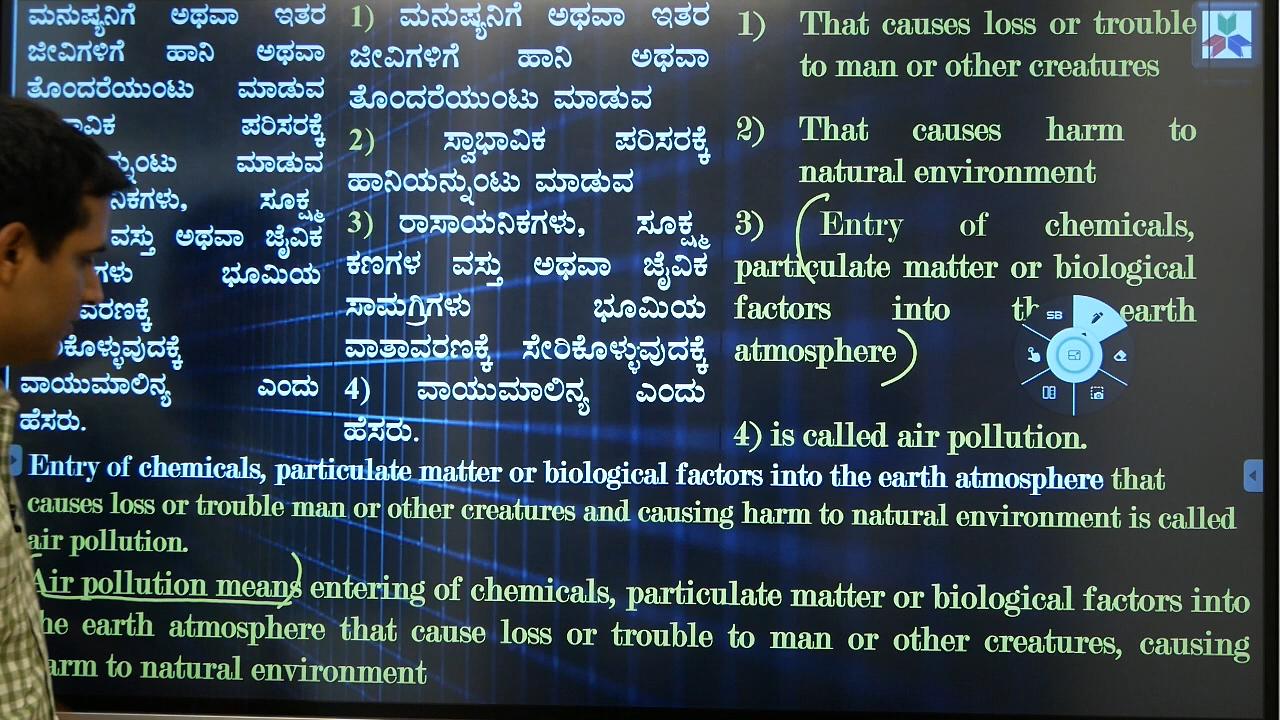 ಮನುಷ್ಯನಿಗೆ ಅಥವಾ ಇತರ
ಜೀವಿಗಳಿಗೆ ಹಾನಿ ಅಥವಾ
ತೊಂದರೆಯುಂಟು ಮಾಡುವ
ಪರಿಸರಕ್ಕೆ
ಮಾಡುವ
ಸೂಕ್ಷ್ಮ
ವಸ್ತು ಅಥವಾ ಜೈವಿಕ
ಭೂಮಿಯ
ವಾಯುಮಾಲಿನ್ಯ ಎಂದು
ಹೆಸರು.
1) ಮನುಷ್ಯನಿಗೆ ಅಥವಾ ಇತರ
ಜೀವಿಗಳಿಗೆ ಹಾನಿ ಅಥವಾ
ತೊಂದರೆಯುಂಟು ಮಾಡುವ
2) ಸ್ವಾಭಾವಿಕ ಪರಿಸರಕ್ಕೆ
ಹಾನಿಯನ್ನುಂಟು ಮಾಡುವ
3) ರಾಸಾಯನಿಕಗಳು, ಸೂಕ್ಷ್ಮ
ಕಣಗಳ ವಸ್ತು ಅಥವಾ ಜೈವಿಕ
ಸಾಮಗ್ರಿಗಳು ಭೂಮಿಯ
ವಾತಾವರಣಕ್ಕೆ ಸೇರಿಕೊಳ್ಳುವುದಕ್ಕೆ
4) ವಾಯುಮಾಲಿನ್ಯ ಎಂದು
ಹೆಸರು.
1) That causes loss or trouble
to man or other creatures
2) That causes harm to
natural environment
3) Entry of chemicals,
particulate matter or biological
factors into earth
atmosphere
4) is called air pollution.
SB
Entry of chemicals, particulate matter or biological factors into the earth atmosphere that
causes loss or trouble man or other creatures and causing harm to natural environment is called
air pollution.
Air pollution means entering of chemicals, particulate matter or biological factors into
earth atmosphere that cause loss or trouble to man or other creatures, causing
to natural environment